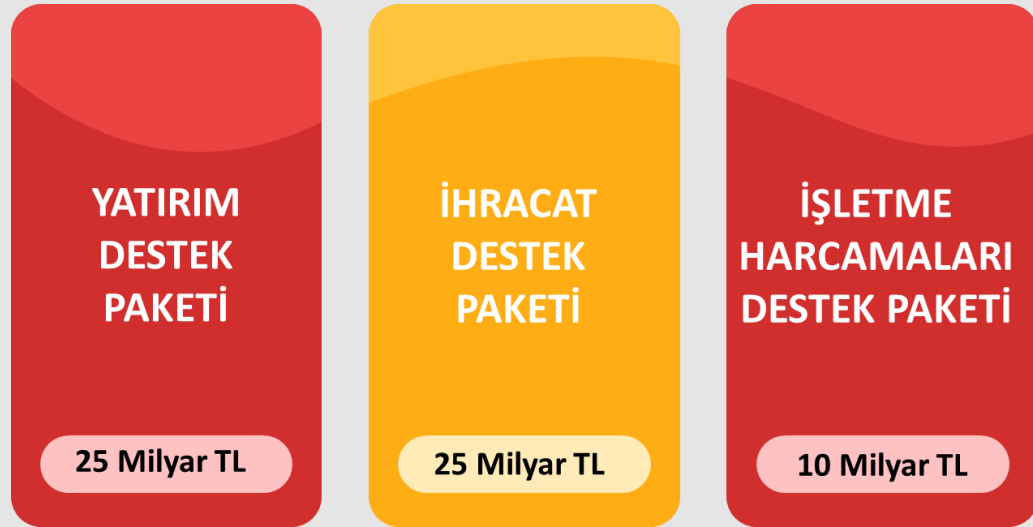 YATIRIM
DESTEK
PAKETİ
25 Milyar TL
İHRACAT
DESTEK
PAKETİ
25 Milyar TL
İŞLETME
HARCAMALARI
DESTEK PAKETİ
10 Milyar TL